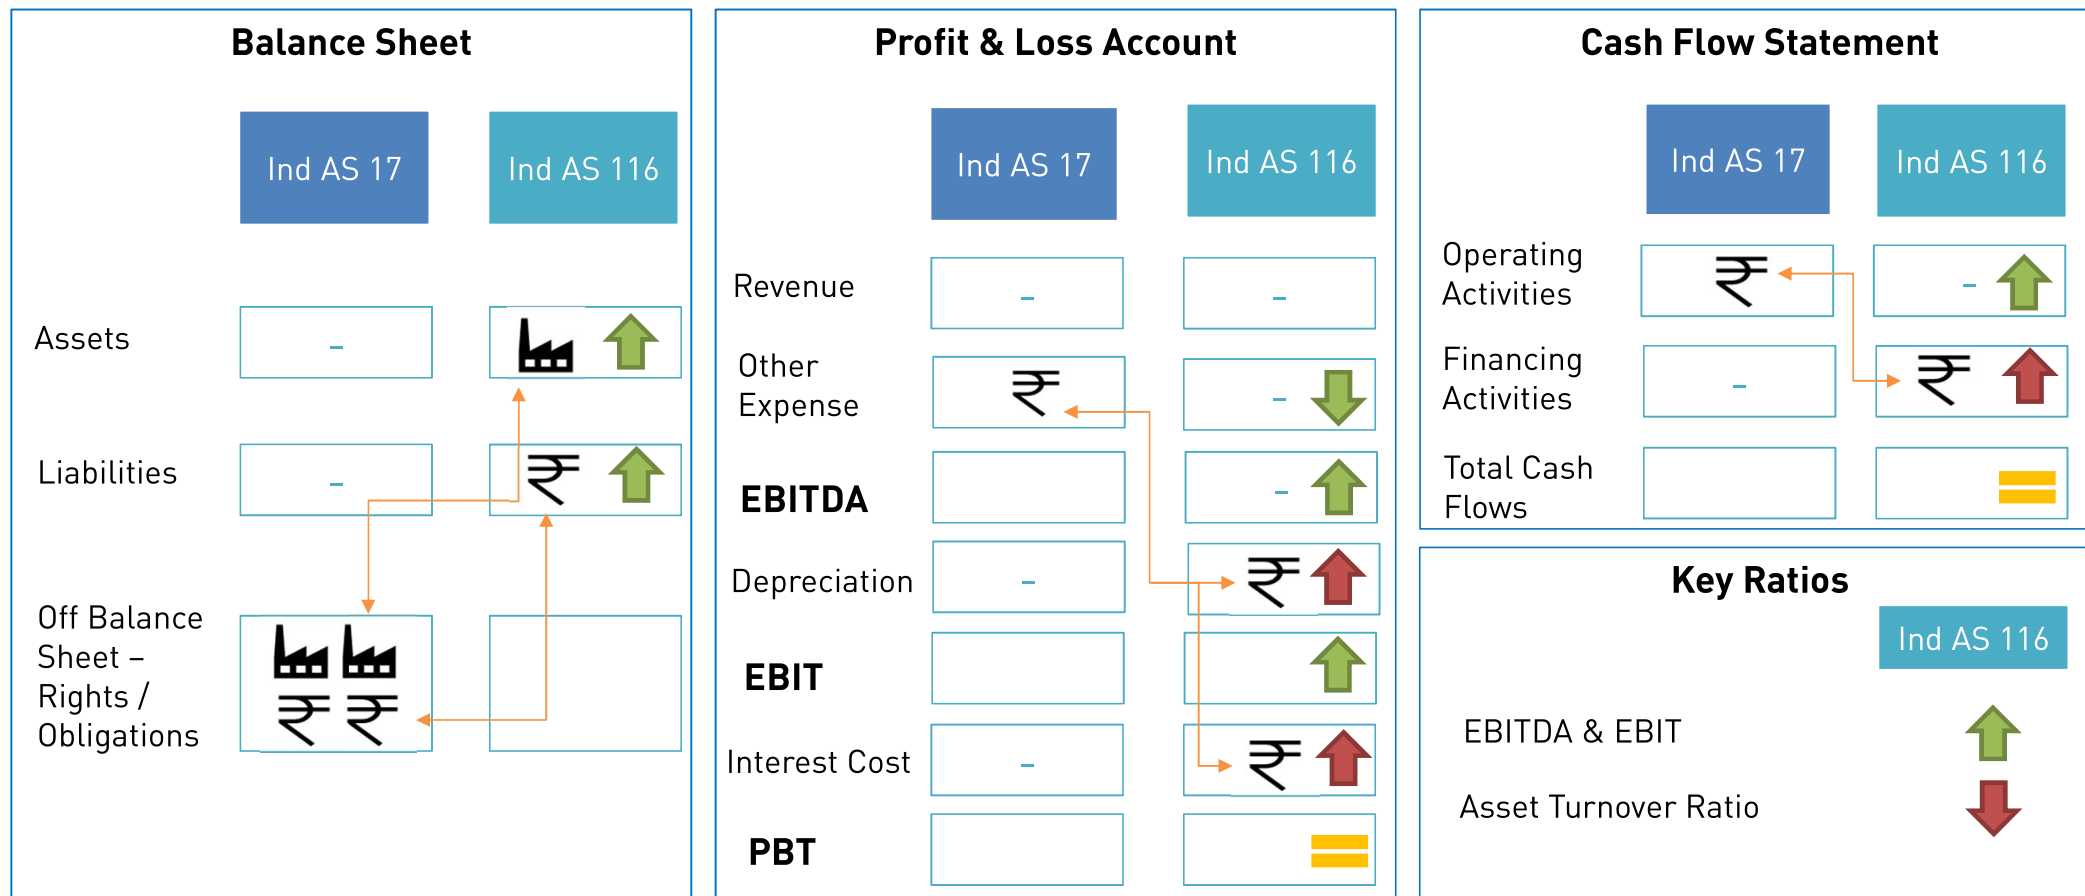 Balance Sheet
Ind AS 17
Ind AS 116
Assets
-
Liabilities
-
₹
Off Balance
Sheet –
Rights /
Obligations
₹ ₹
Profit & Loss Account
Ind AS 17
Ind AS 116
Revenue
-
-
Other
Expense
₹
-
EBITDA
-
Depreciation
-
₹
EBIT
Interest Cost
-
₹
PBT
Cash Flow Statement
Ind AS 17
Ind AS 116
Operating
Activities
₹
-
Financing
Activities
-
₹
Total Cash
Flows
Key Ratios
Ind AS 116
EBITDA & EBIT
Asset Turnover Ratio